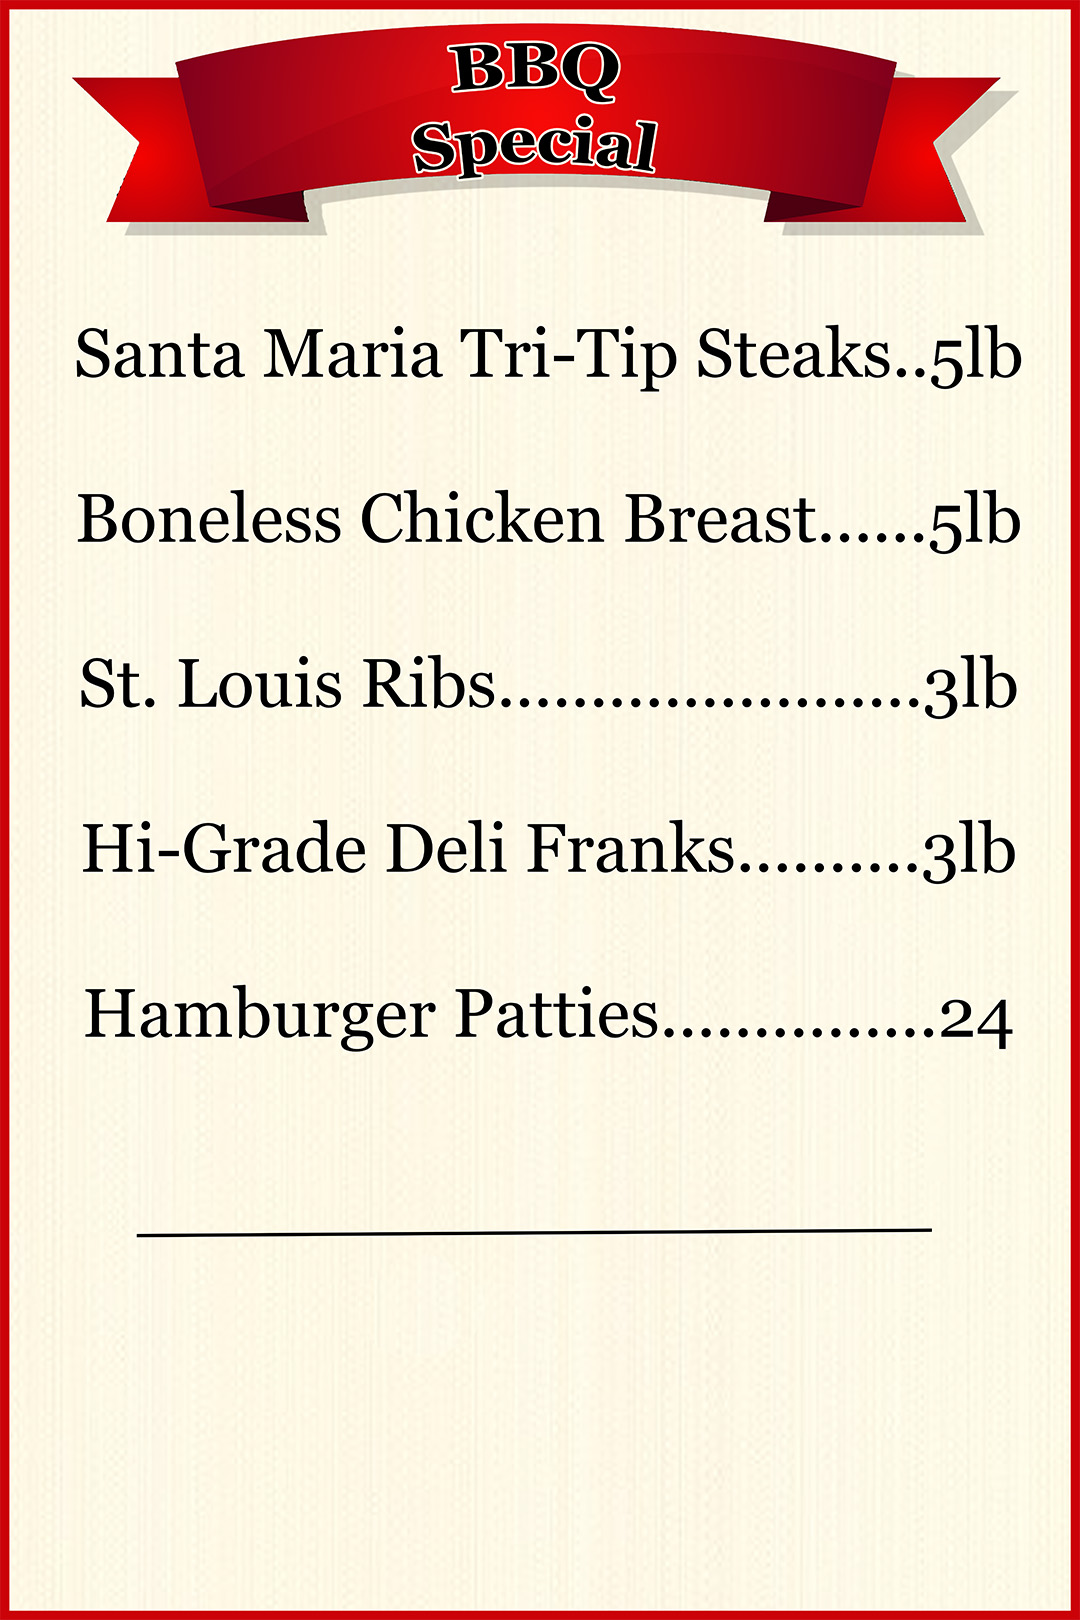 BBQ
Special
Santa Maria Tri-Tip Steaks..5lb
Boneless Chicken Breast......5lb
St. Louis Ribs.......................3lb
Hi-Grade Deli Franks..........3lb
Hamburger Patties...............24